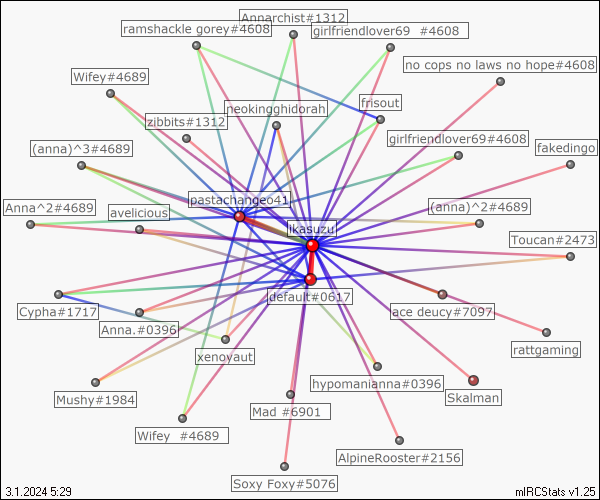 Annarchist#1312
ramshackle gorey#4608
girlfriendlover69  #4608
no cops no laws no hope#4608
Wifey#4689
frisout
neokingghidorah
zibbits#1312
girlfriendlover69#4608
(anna)^3#4689
fakedingo
pastachange041
Anna^2#4689
avelicious
(anna)^2#4689
ikasuzu
Toucan#2473
default#0617
Cypha#1717
ace deucy#7097
Anna.#0396
rattgaming
xenoyaut
hypomanianna#0396
Mushy#1984
Skalman
Mad #6901
Wifey  #4689
AlpineRooster#2156
Soxy Foxy#5076
3.1.2024 5:29
mIRCStats v1.25